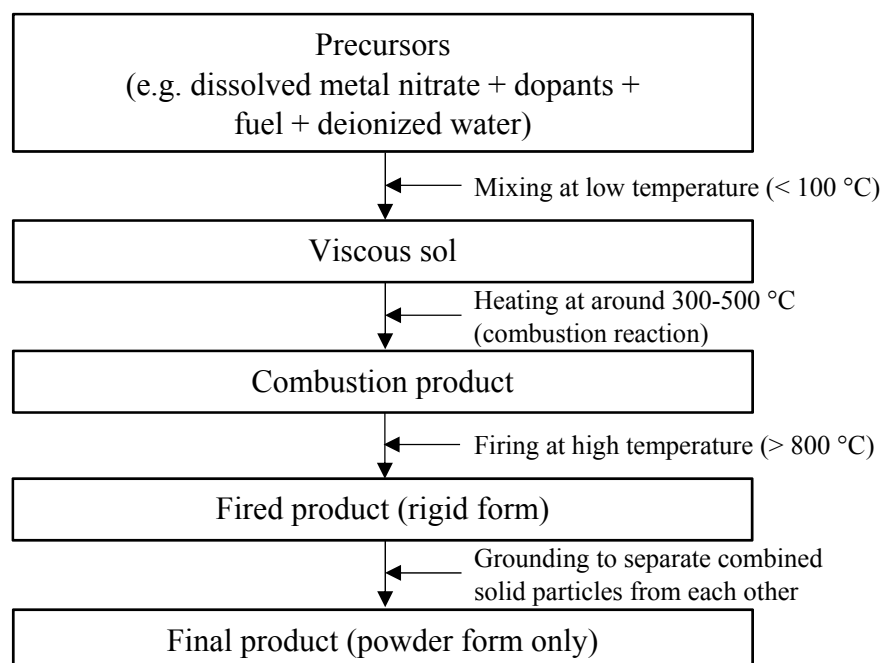 Precursors
(e.g. dissolved metal nitrate + dopants +
fuel + deionized water)
Mixing at low temperature (< 100 °C)
Viscous sol
Heating at around 300-500 °C
(combustion reaction)
Combustion product
Firing at high temperature (> 800 °C)
Fired product (rigid form)
Grounding to separate combined
solid particles from each other
Final product (powder form only)